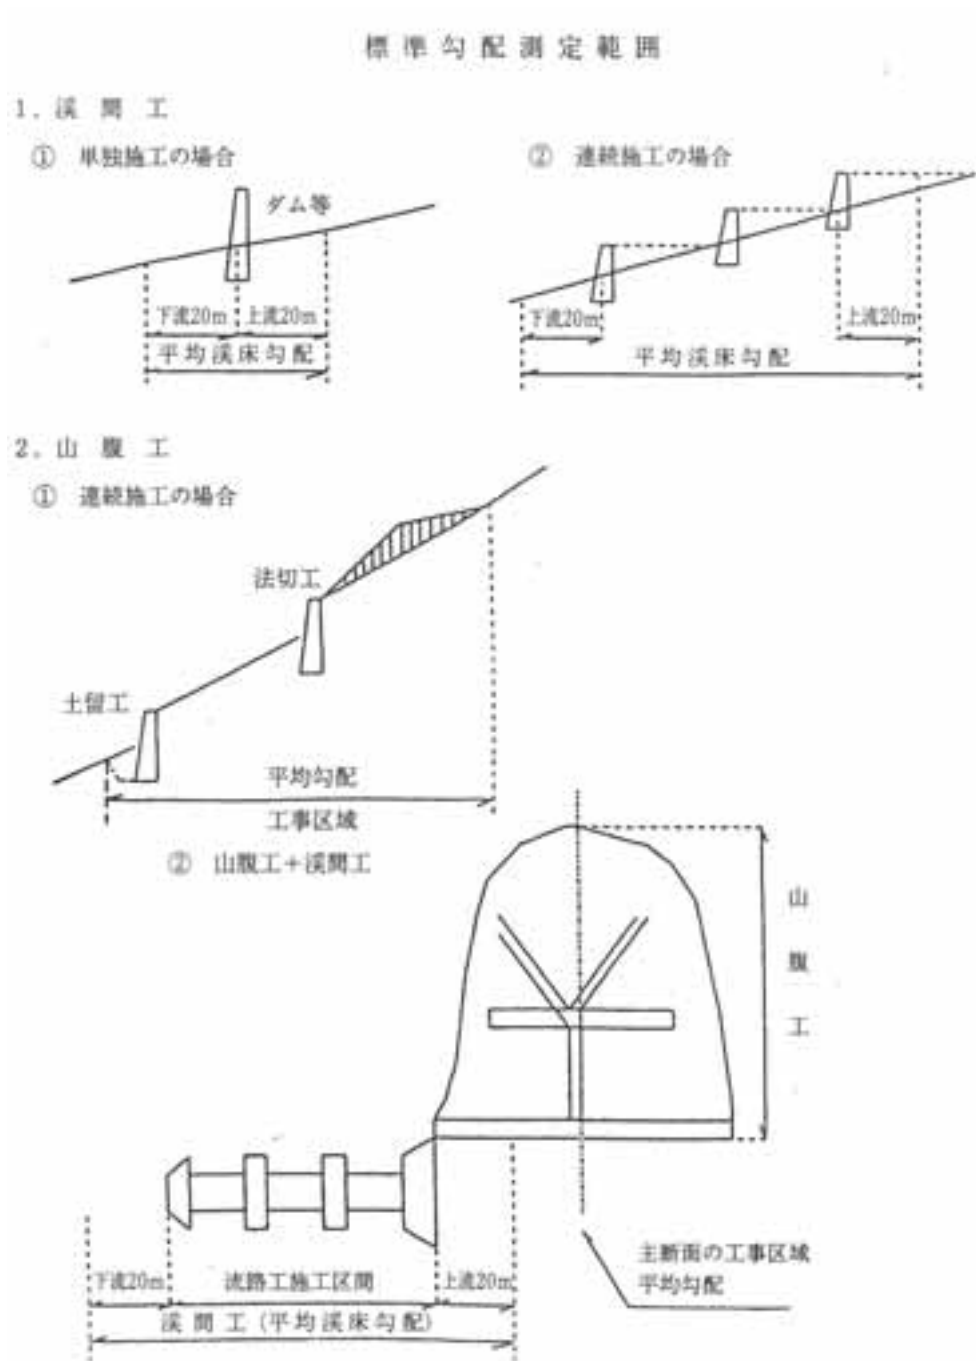 標準勾配測定範囲
1. 渓間工
① 単独施工の場合
ダム等
下流20m
上流20m
平均渓床勾配
② 連続施工の場合
下流20m
上流20m
平均渓床勾配
2. 山腹工
① 連続施工の場合
法切工
土留工
平均勾配
工事区域
② 山腹工+渓間工
山腹工
主断面の工事区域
平均勾配
下流20m
流路工施工区間
上流20m
渓間工(平均渓床勾配)